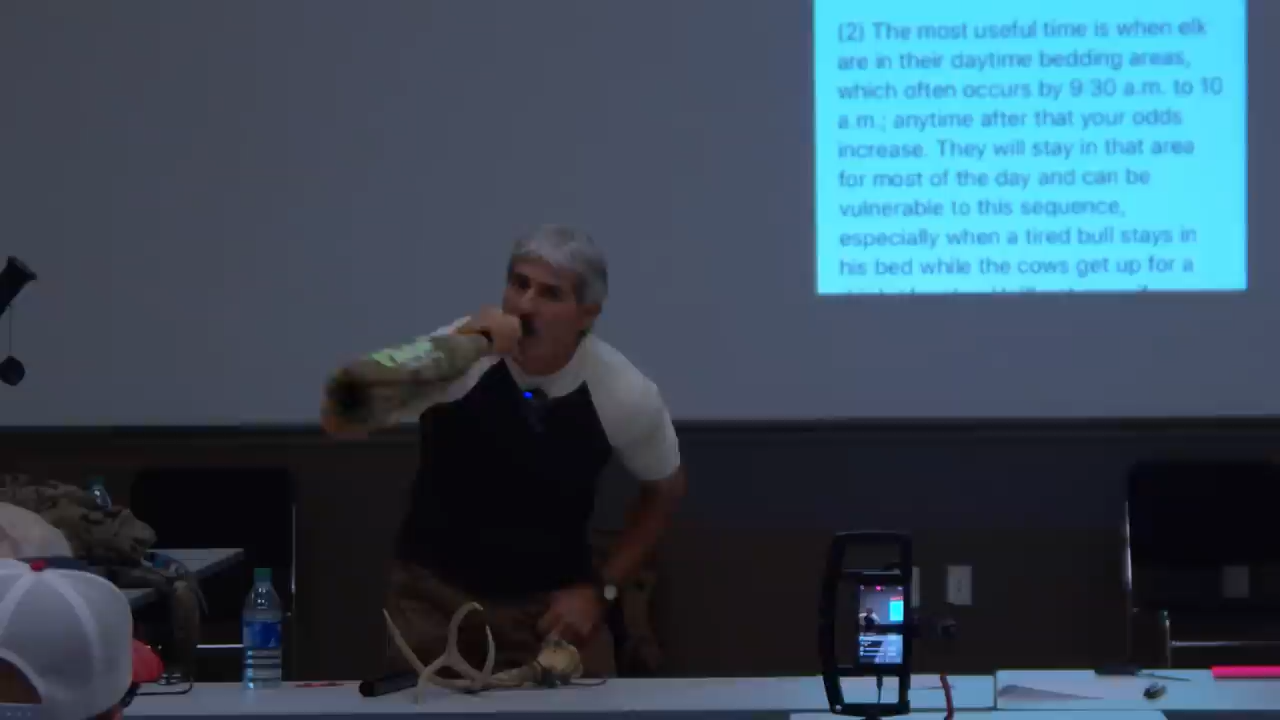 (2) The most useful time is when elk
are in their daytime bedding areas,
which often occurs by 9 30 a.m. to 10
a.m.; anytime after that your odds
increase. They will stay in that area
for most of the day and can be
vulnerable to this sequence,
especially when a tired bull stays in
his bed while the cows get up for a